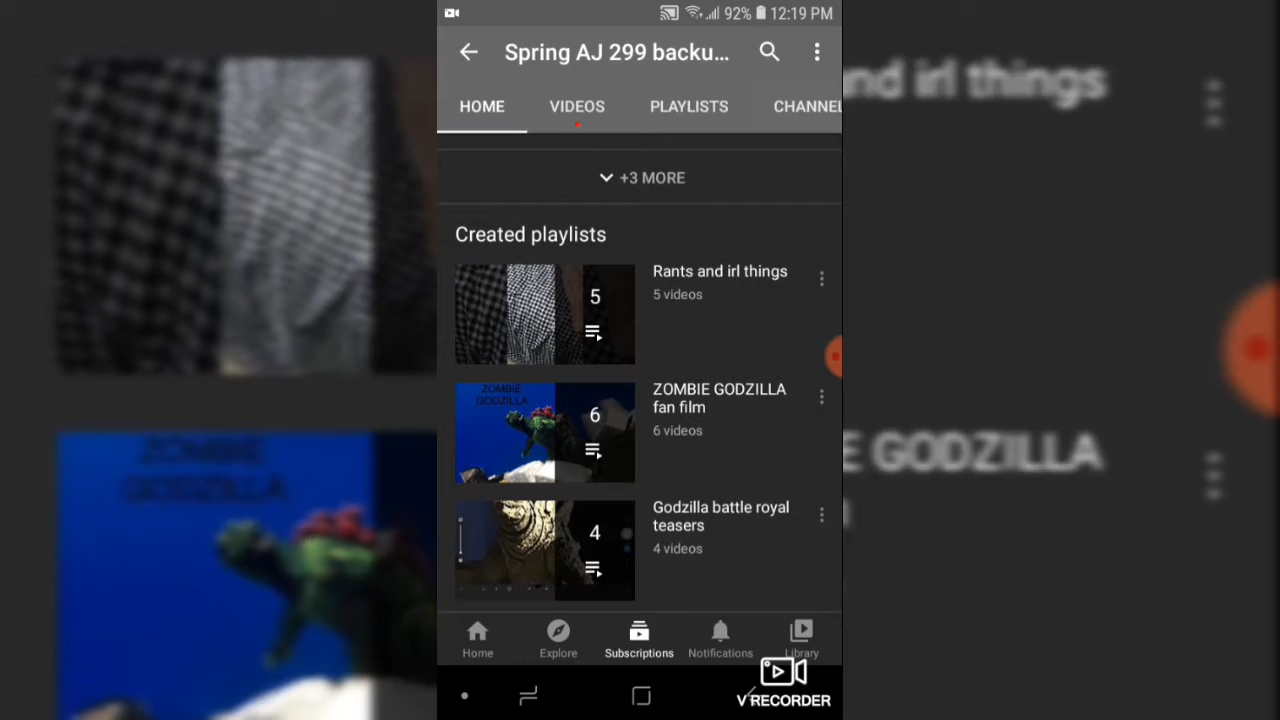 92% 12:19 PM
Spring AJ 299 backu...
HOME VIDEOS PLAYLISTS CHANNEL
+3 MORE
Created playlists
5
Rants and irl things
5 videos
ZOMBIE
GODZILLA
6
ZOMBIE GODZILLA
fan film
6 videos
4
Godzilla battle royal
teasers
4 videos
Home Explore Subscriptions Notifications Library
V RECORDER
nd irl things
E GODZILLA
ZOMBIE
GODZILLA